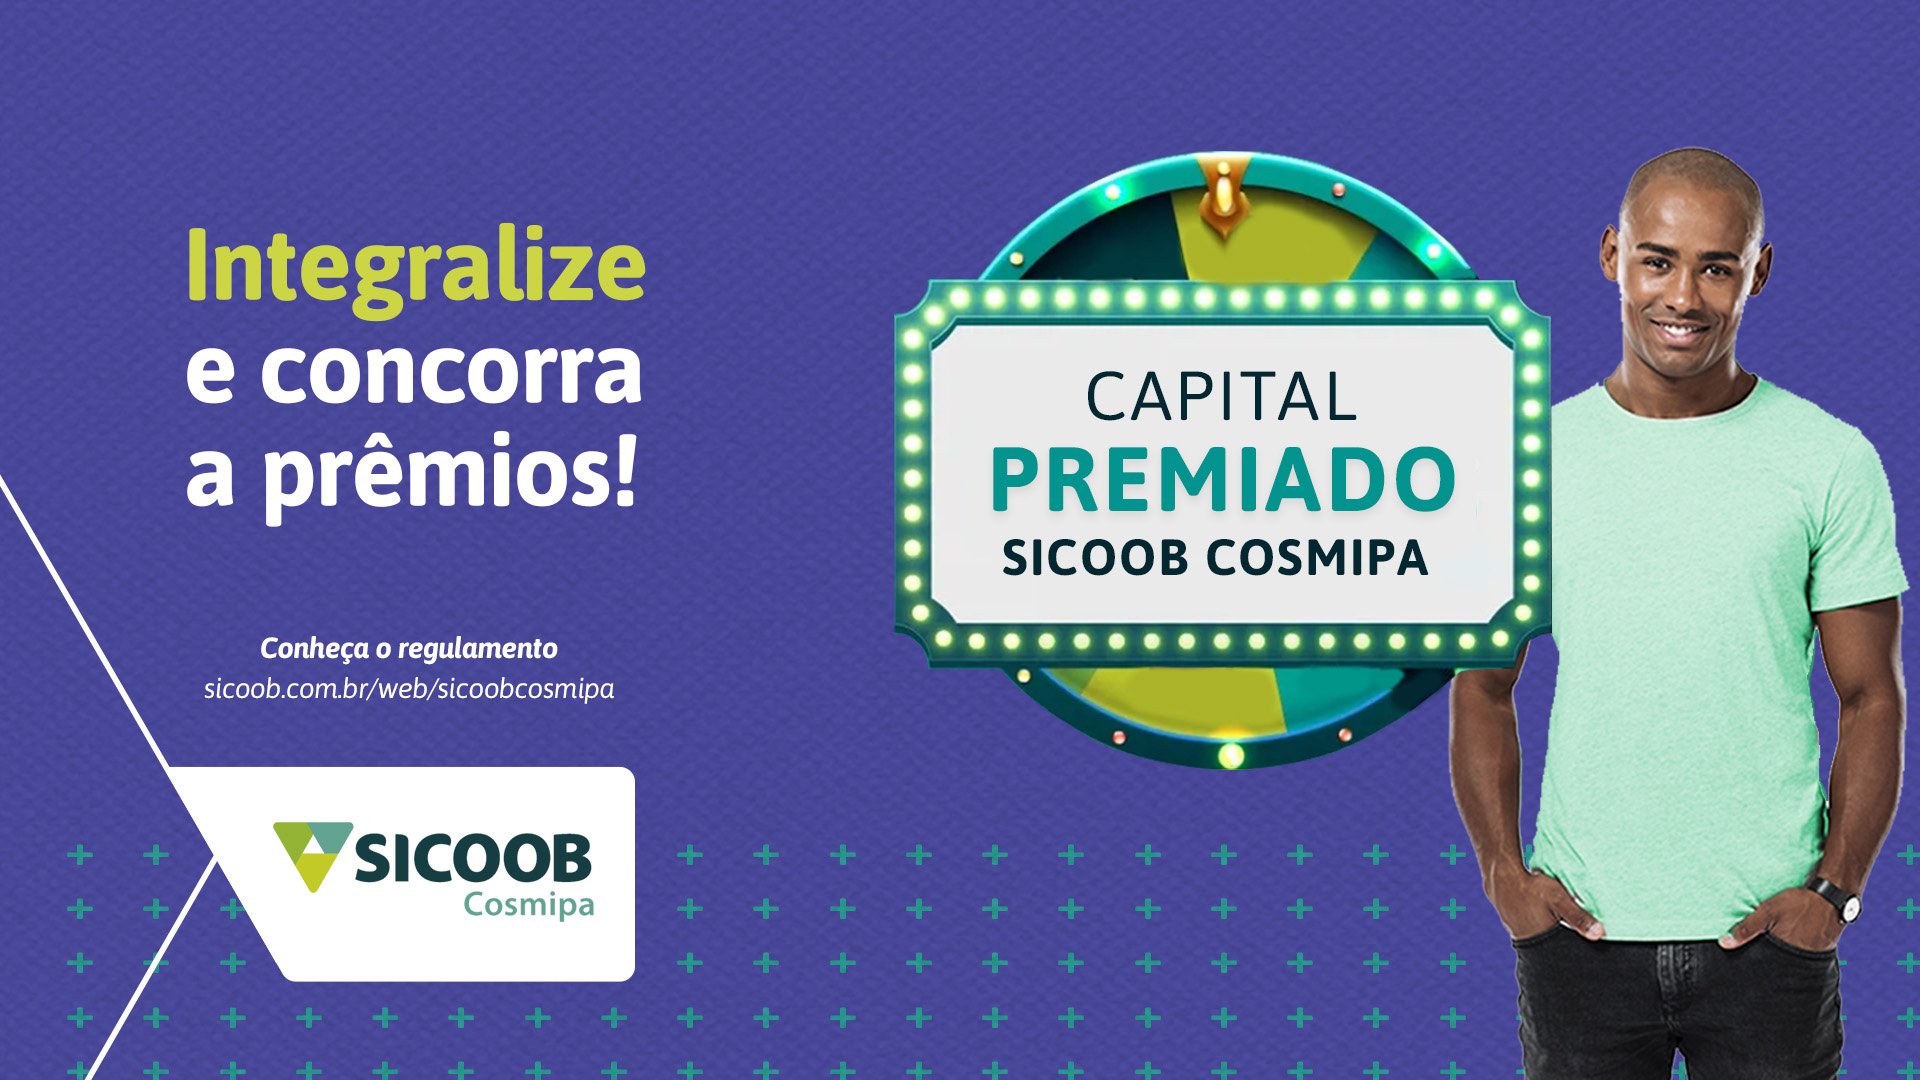 Integralize
e concorra
a prêmios!
Conheça o regulamento
sicoob.com.br/web/sicoobcosmipa
SICOOB
Cosmipa
CAPITAL
PREMIADO
SICOOB COSMIPA